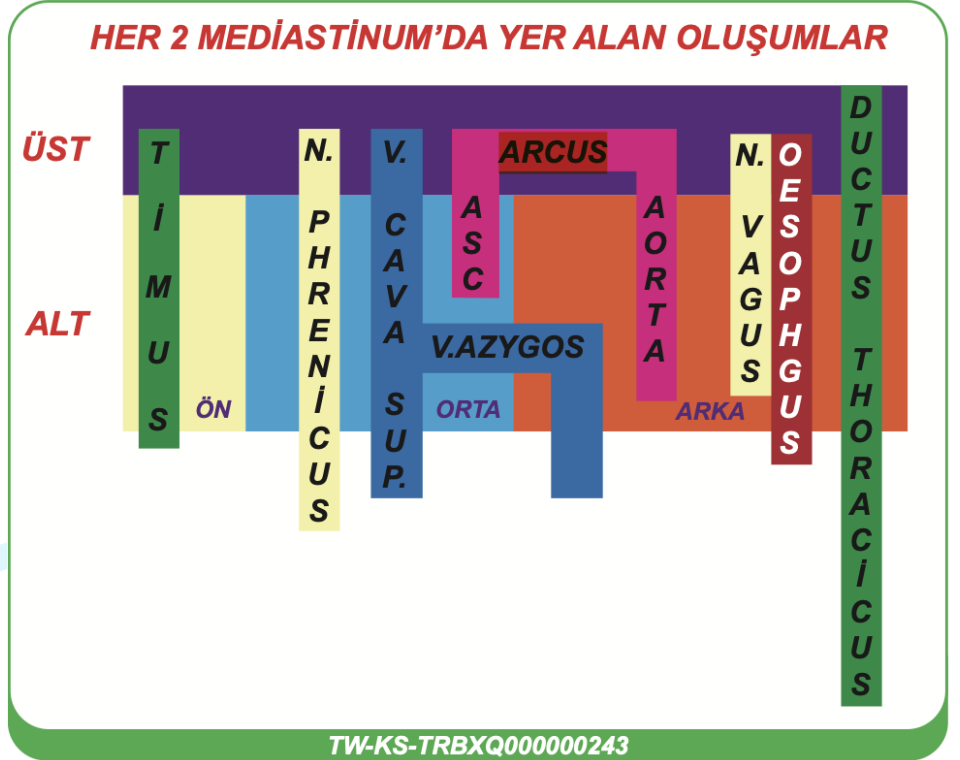 HER 2 MEDİASTİNUM'DA YER ALAN OLUŞUMLAR
ÜST
ALT
TİMUS
ÖN
N. PHRENİCUS
V. CAVA SUP.
ASC
ARCUS
AORTA
V.AZYGOS
ORTA
ARKA
N. VAGUS
OESOPHGUS
DUCTUS THORACİCUS
TW-KS-TRBXQ000000243